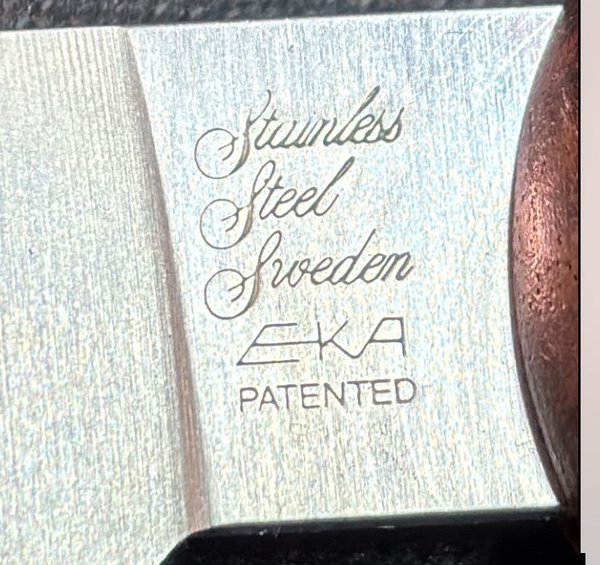 Stainless
Steel
Sweden
EKA
PATENTED